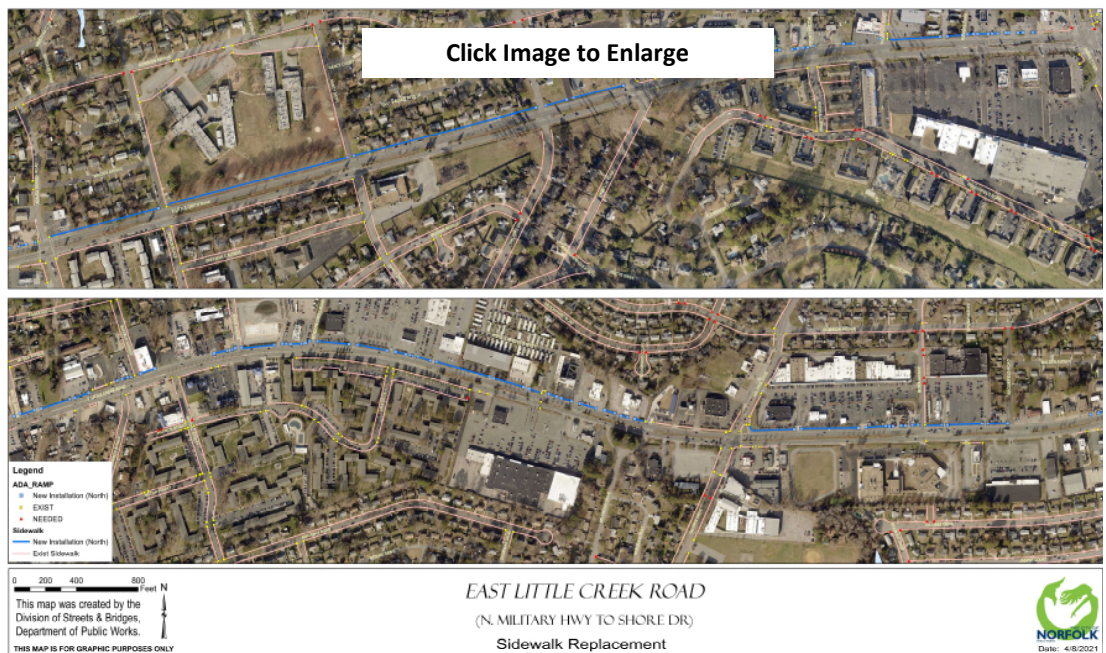 Click Image to Enlarge
Legend
ADA_RAMP
New Installation (North)
EXIST
NEEDED
Sidewalk
New Installation (North)
Exist Sidewalk
0 200 400 800
Feet N
This map was created by the
Division of Streets & Bridges,
Department of Public Works.
THIS MAP IS FOR GRAPHIC PURPOSES ONLY
EAST LITTLE CREEK ROAD
(N. MILITARY HWY TO SHORE DR)
Sidewalk Replacement
NORFOLK
Date: 4/8/2021